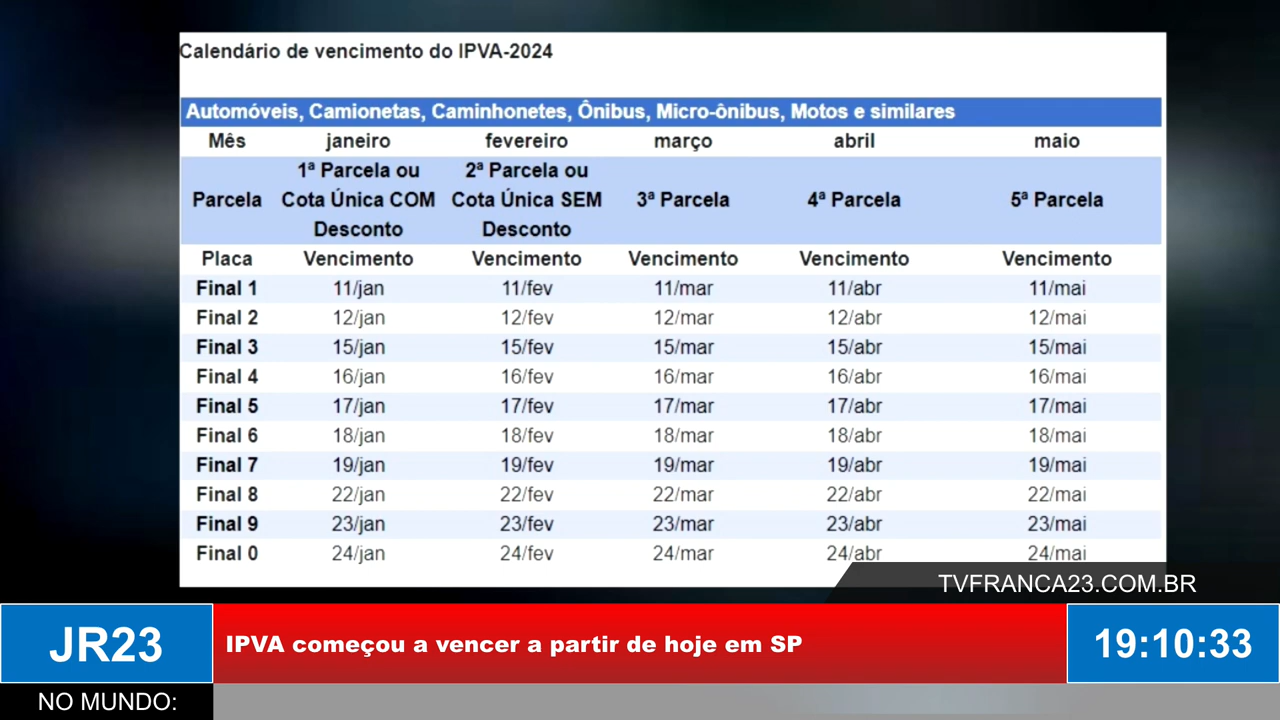 Calendário de vencimento do IPVA-2024
Automóveis, Camionetas, Caminhonetes, Ônibus, Micro-ônibus, Motos e similares
Mês janeiro fevereiro março abril maio
Parcela 1ª Parcela ou Cota Única COM Desconto 2ª Parcela ou Cota Única SEM Desconto 3ª Parcela 4ª Parcela 5ª Parcela
Placa Vencimento Vencimento Vencimento Vencimento Vencimento
Final 1 11/jan 11/fev 11/mar 11/abr 11/mai
Final 2 12/jan 12/fev 12/mar 12/abr 12/mai
Final 3 15/jan 15/fev 15/mar 15/abr 15/mai
Final 4 16/jan 16/fev 16/mar 16/abr 16/mai
Final 5 17/jan 17/fev 17/mar 17/abr 17/mai
Final 6 18/jan 18/fev 18/mar 18/abr 18/mai
Final 7 19/jan 19/fev 19/mar 19/abr 19/mai
Final 8 22/jan 22/fev 22/mar 22/abr 22/mai
Final 9 23/jan 23/fev 23/mar 23/abr 23/mai
Final 0 24/jan 24/fev 24/mar 24/abr 24/mai
TVFRANCA23.COM.BR
JR23
IPVA começou a vencer a partir de hoje em SP
19:10:33
NO MUNDO: